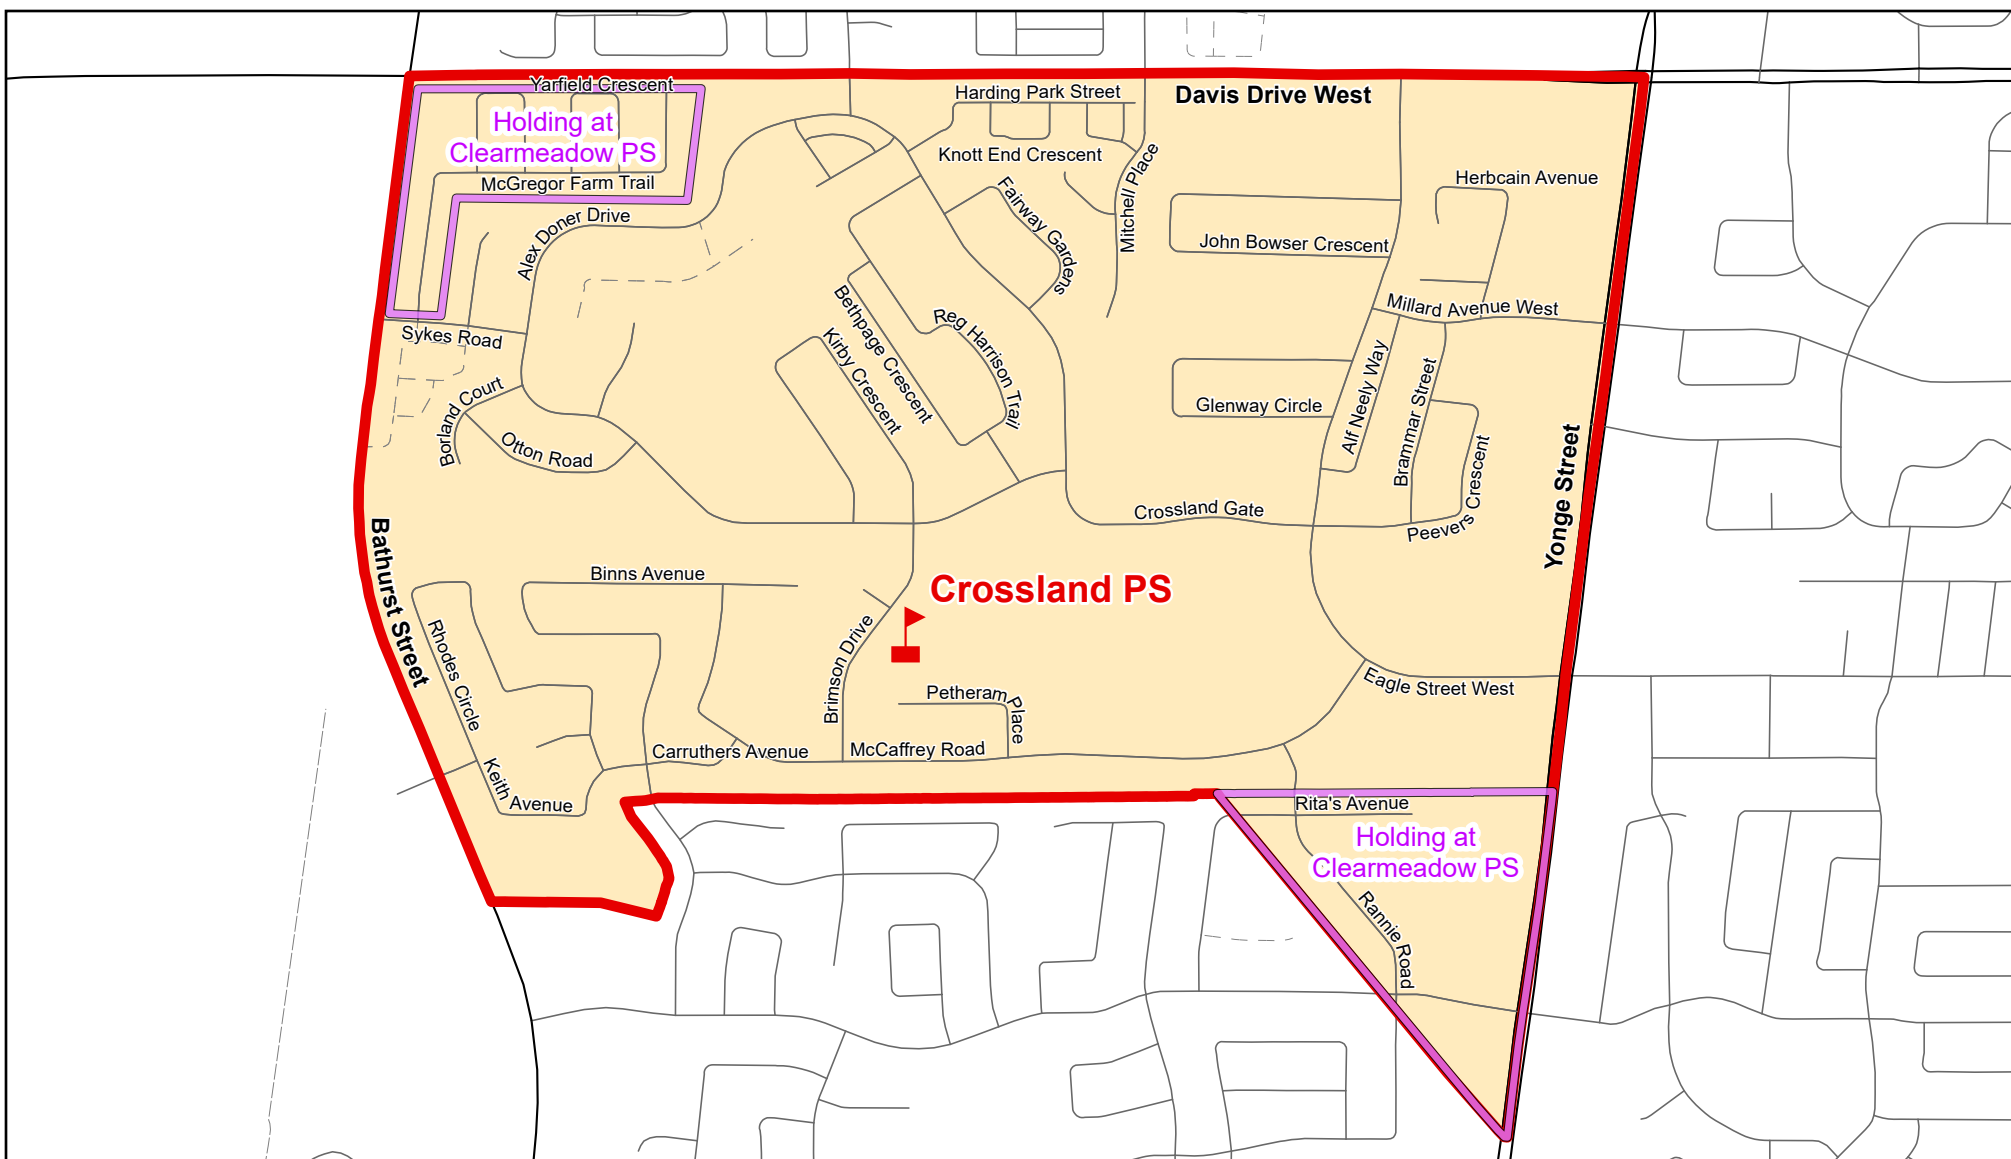 Yarfield Crescent
Harding Park Street
Davis Drive West
Holding at
Clearmeadow PS
Knott End Crescent
Mitchell Place
McGregor Farm Trail
Herbcain Avenue
Fairway Gardens
Alex Doner Drive
John Bowser Crescent
Millard Avenue West
Bethpage Crescent
Reg Harrison Trail
Sykes Road
Kirby Crescent
Alf Neely Way
Brammar Street
Borland Court
Glenway Circle
Otton Road
Peevers Crescent
Yonge Street
Crossland Gate
Bathurst Street
Binns Avenue
Crossland PS
Rhodes Circle
Brimson Drive
Petheram Place
Eagle Street West
Carruthers Avenue
McCaffrey Road
Keith Avenue
Rita's Avenue
Holding at
Clearmeadow PS
Rannie Road